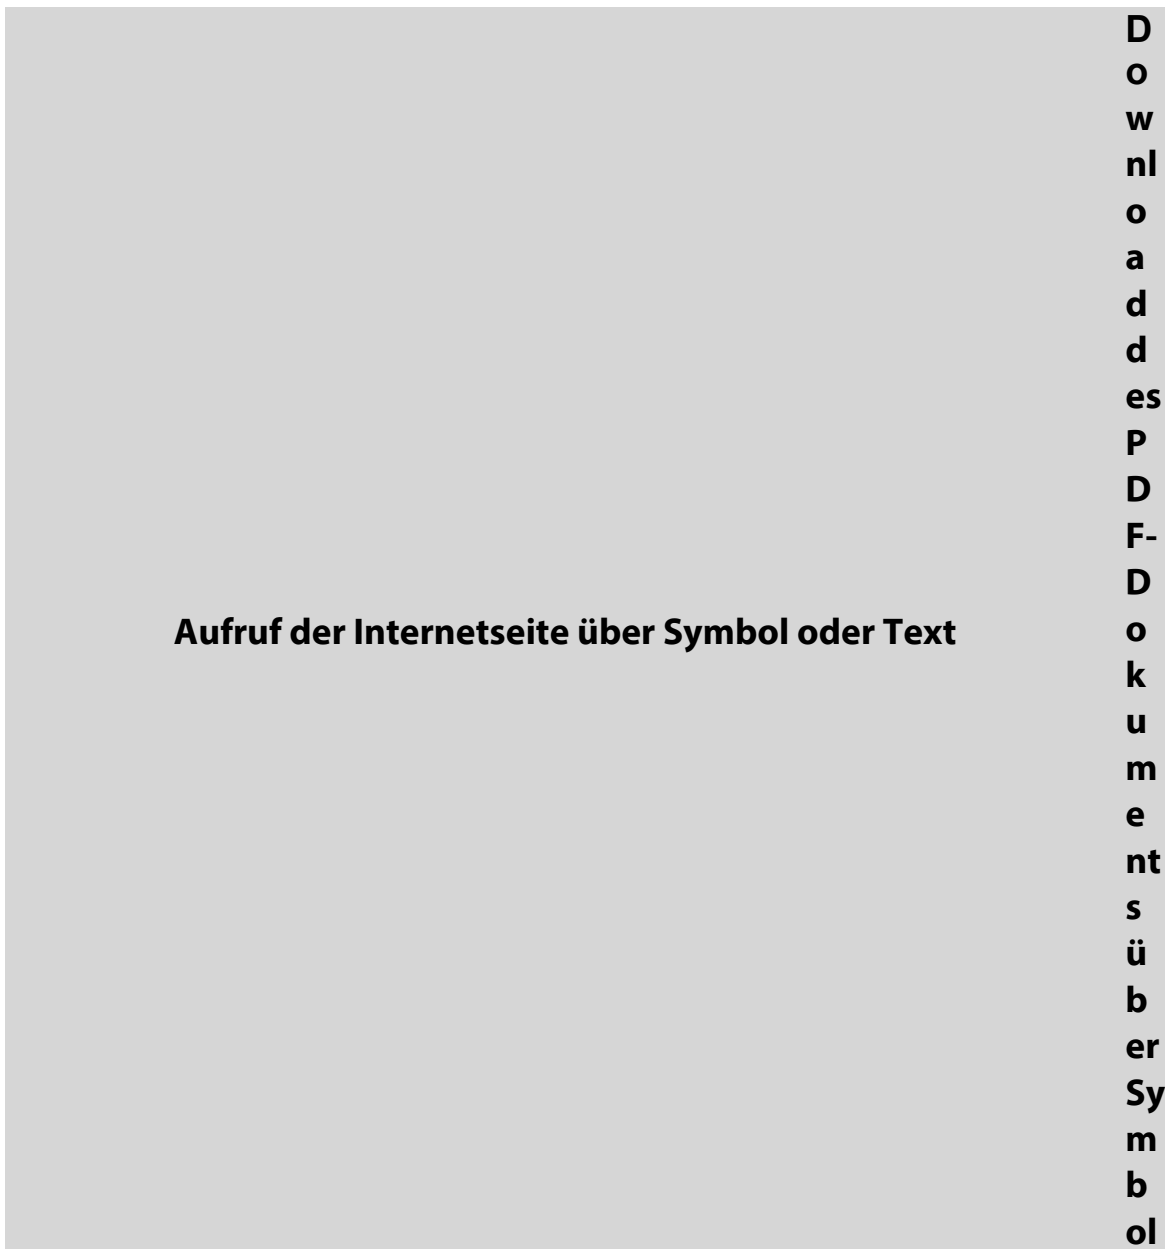 Aufruf der Internetseite über Symbol oder Text
D
o
w
nl
o
a
d
d
es
P
D
F-
D
o
k
u
m
e
nt
s
ü
b
er
Sy
m
b
ol